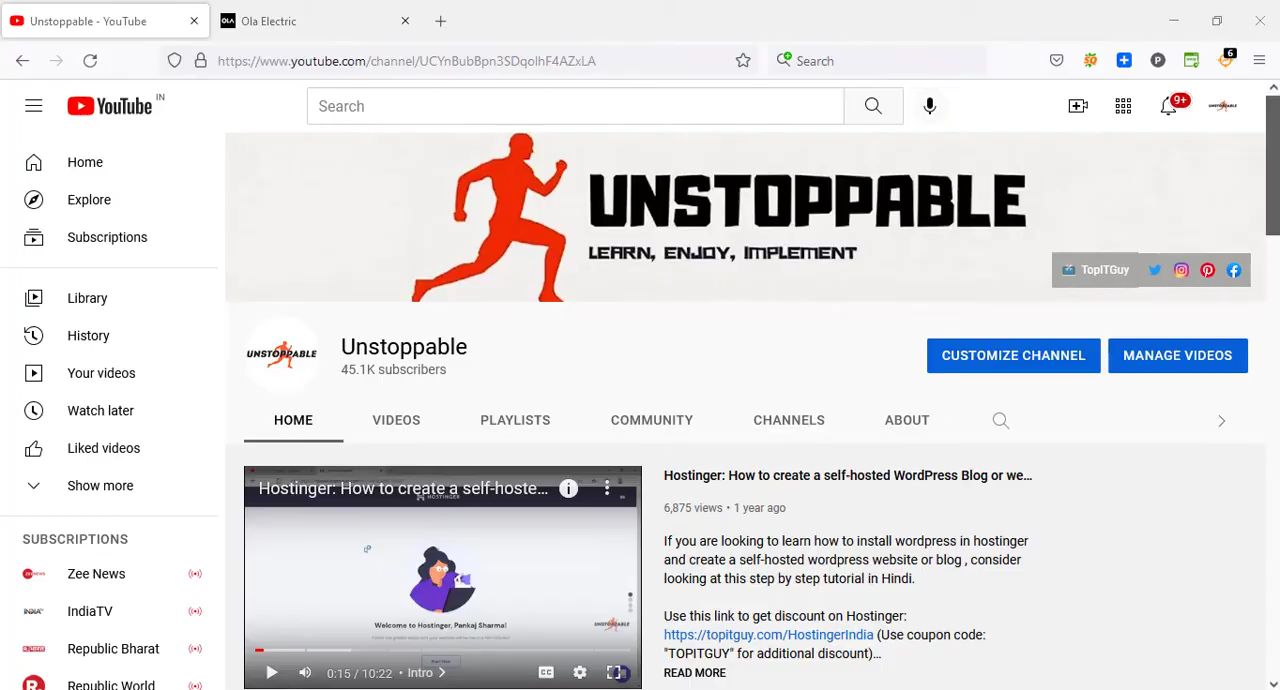 Unstoppable - YouTube
OLA Ola Electric
https://www.youtube.com/channel/UCYnBubBpn3SDqolhF4AZxLA
Search
6
YouTube IN
Search
9+
Home
Explore
Subscriptions
Library
History
Your videos
Watch later
Liked videos
Show more
SUBSCRIPTIONS
Zee News
IndiaTV
Republic Bharat
Republic World
UNSTOPPABLE
LEARN, ENJOY, IMPLEMENT
TopITGuy
UNSTOPPABLE
Unstoppable
45.1K subscribers
CUSTOMIZE CHANNEL
MANAGE VIDEOS
HOME
VIDEOS
PLAYLISTS
COMMUNITY
CHANNELS
ABOUT
Hostinger: How to create a self-hoste...
HOSTINGER
Welcome to Hostinger, Pankaj Sharma!
UNSTOPPABLE
0:15 / 10:22 • Intro
Hostinger: How to create a self-hosted WordPress Blog or we...
6,875 views • 1 year ago
If you are looking to learn how to install wordpress in hostinger
and create a self-hosted wordpress website or blog , consider
looking at this step by step tutorial in Hindi.
Use this link to get discount on Hostinger:
https://topitguy.com/HostingerIndia (Use coupon code:
"TOPITGUY" for additional discount)...
READ MORE